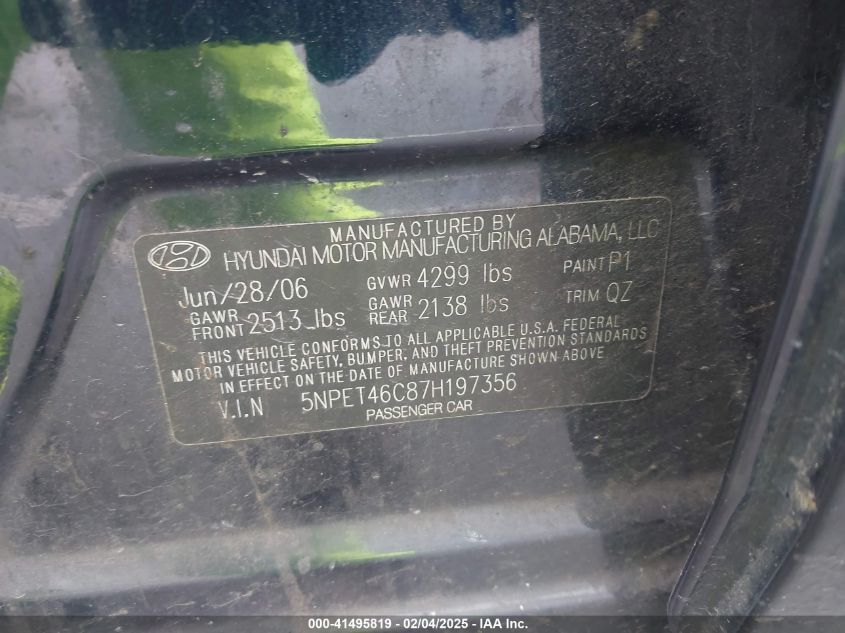 MANUFACTURED BY
HYUNDAI MOTOR MANUFACTURING ALABAMA, LLC
Jun/28/06 GVWR 4299 lbs PAINT P1
GAWR FRONT 2513 lbs GAWR REAR 2138 lbs TRIM QZ
THIS VEHICLE CONFORMS TO ALL APPLICABLE U.S.A. FEDERAL
MOTOR VEHICLE SAFETY, BUMPER, AND THEFT PREVENTION STANDARDS
IN EFFECT ON THE DATE OF MANUFACTURE SHOWN ABOVE
V.I.N 5NPET46C87H197356
PASSENGER CAR
000-41495819 - 02/04/2025 - IAA Inc.